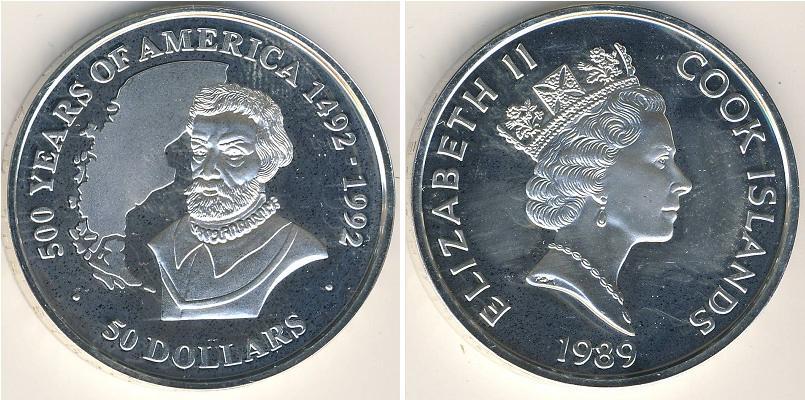 500 YEARS OF AMERICA 1492-1992
50 DOLLARS
ELIZABETH II
COOK ISLANDS
1989